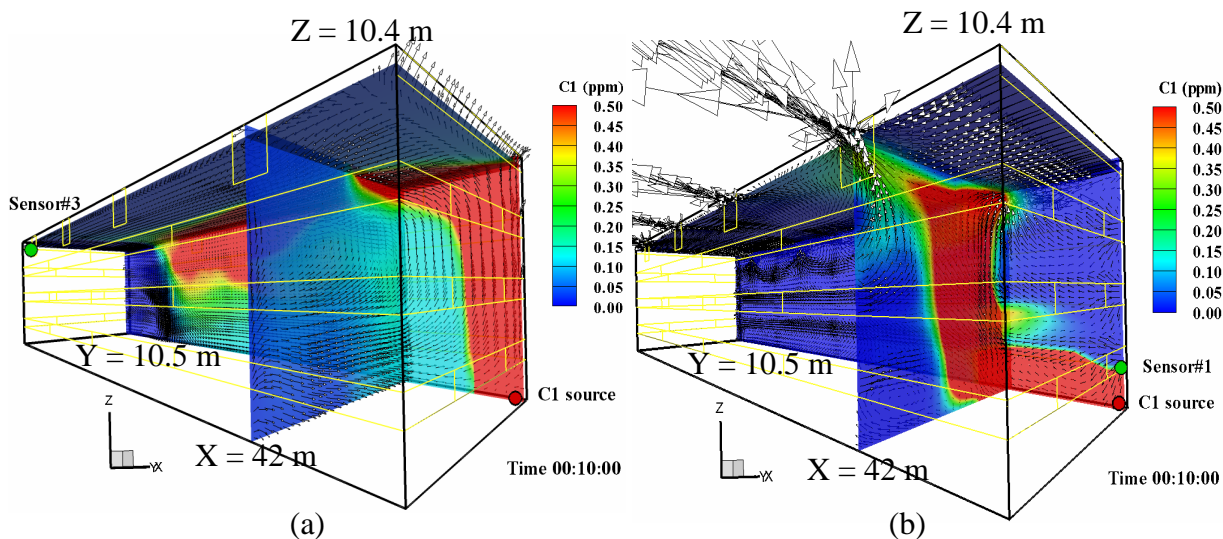 Z = 10.4 m
C1 (ppm)
0.50
0.45
0.40
0.35
0.30
0.25
0.20
0.15
0.10
0.05
0.00
Sensor#3
Y = 10.5 m
C1 source
Z
YX
X = 42 m
Time 00:10:00
(a)
Z = 10.4 m
C1 (ppm)
0.50
0.45
0.40
0.35
0.30
0.25
0.20
0.15
0.10
0.05
0.00
Y = 10.5 m
Sensor#1
C1 source
Z
YX
X = 42 m
Time 00:10:00
(b)